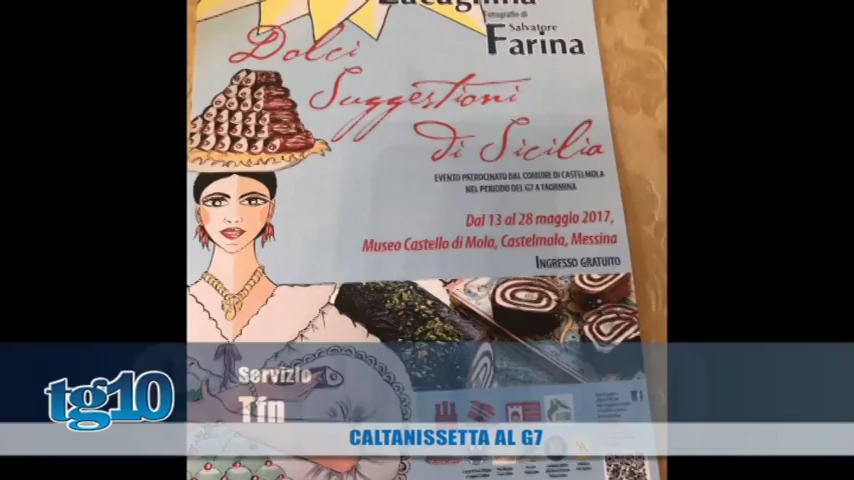 Fotografie di
Salvatore
Farina
Dolci
Suggestioni
di Sicilia
EVENTO PATROCINATO DAL COMUNE DI CASTELMOLA
NEL PERIODO DEL G7 A TAORMINA
Dal 13 al 28 maggio 2017,
Museo Castello di Mola, Castelmola, Messina
INGRESSO GRATUITO
Servizio
Tfn
tg10
CALTANISSETTA AL G7